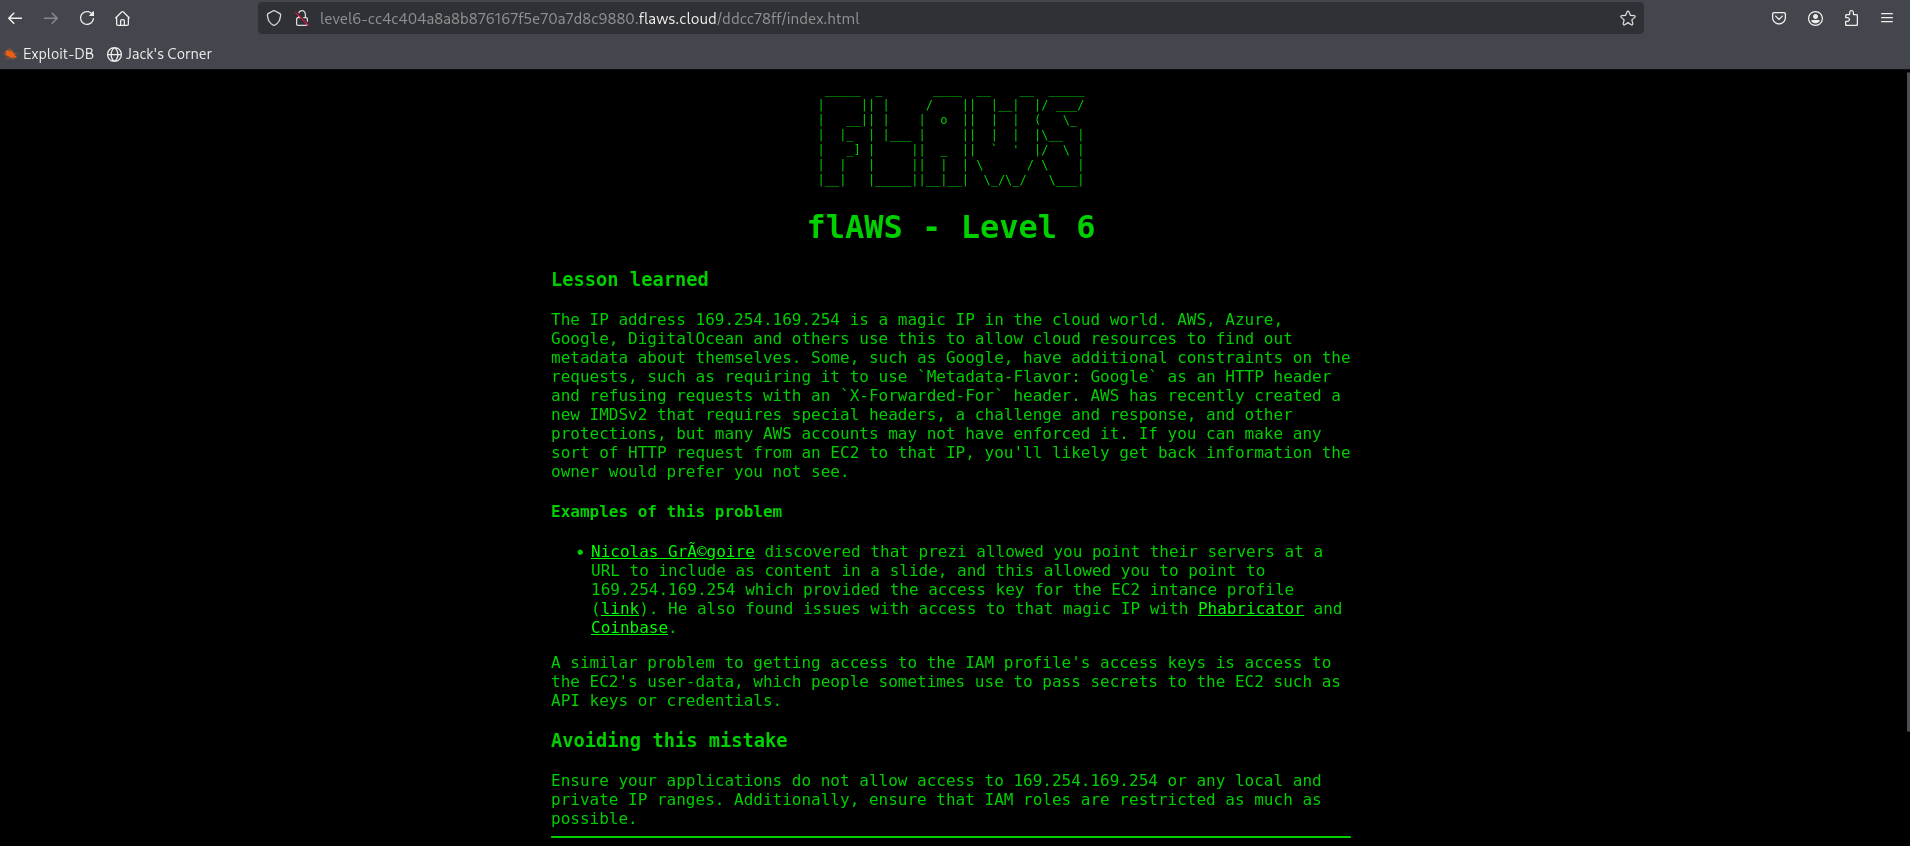 level6-cc4c404a8a8b876167f5e70a7d8c9880.flaws.cloud/ddcc78ff/index.html
Exploit-DB Jack's Corner
FLAWS
flAWS - Level 6
Lesson learned
The IP address 169.254.169.254 is a magic IP in the cloud world. AWS, Azure,
Google, DigitalOcean and others use this to allow cloud resources to find out
metadata about themselves. Some, such as Google, have additional constraints on the
requests, such as requiring it to use `Metadata-Flavor: Google` as an HTTP header
and refusing requests with an `X-Forwarded-For` header. AWS has recently created a
new IMDSv2 that requires special headers, a challenge and response, and other
protections, but many AWS accounts may not have enforced it. If you can make any
sort of HTTP request from an EC2 to that IP, you'll likely get back information the
owner would prefer you not see.
Examples of this problem
• Nicolas GrÃ©goire discovered that prezi allowed you point their servers at a
URL to include as content in a slide, and this allowed you to point to
169.254.169.254 which provided the access key for the EC2 intance profile
(link). He also found issues with access to that magic IP with Phabricator and
Coinbase.
A similar problem to getting access to the IAM profile's access keys is access to
the EC2's user-data, which people sometimes use to pass secrets to the EC2 such as
API keys or credentials.
Avoiding this mistake
Ensure your applications do not allow access to 169.254.169.254 or any local and
private IP ranges. Additionally, ensure that IAM roles are restricted as much as
possible.